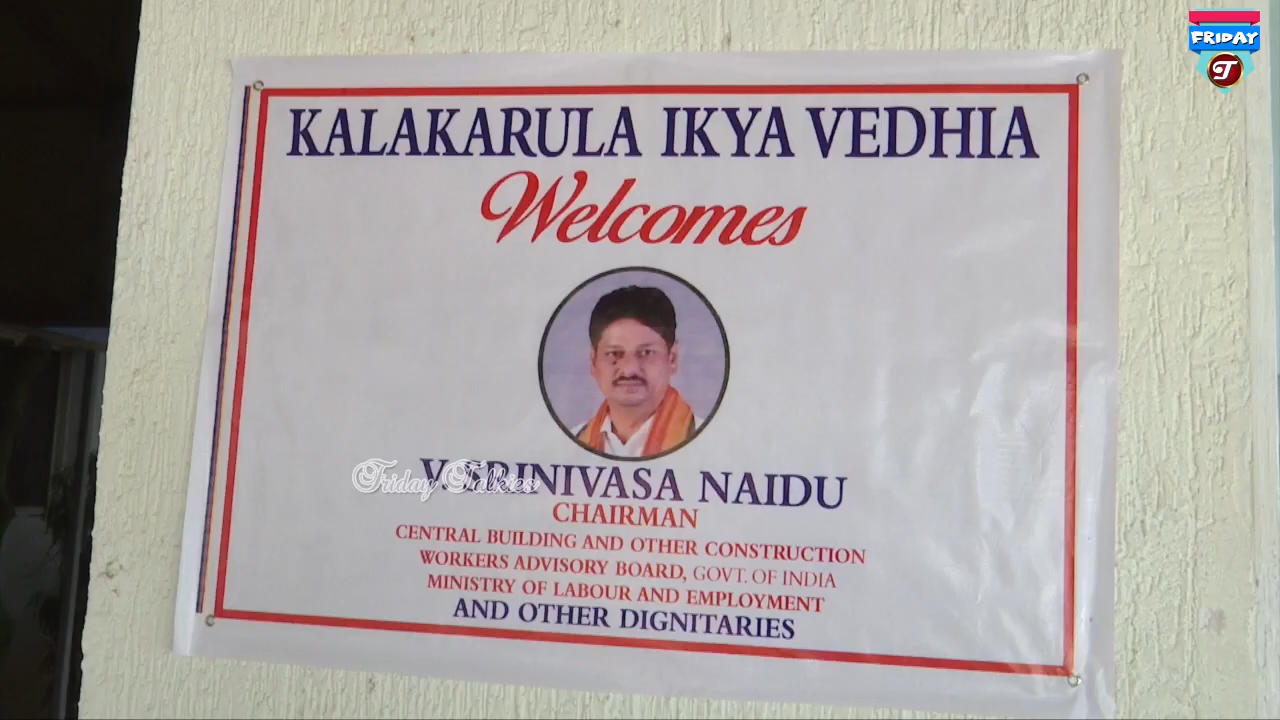 FRIDAY
T
KALAKARULA IKYA VEDHIA
Welcomes
V. SRINIVASA NAIDU
Friday Talkies
CHAIRMAN
CENTRAL BUILDING AND OTHER CONSTRUCTION
WORKERS ADVISORY BOARD, GOVT. OF INDIA
MINISTRY OF LABOUR AND EMPLOYMENT
AND OTHER DIGNITARIES